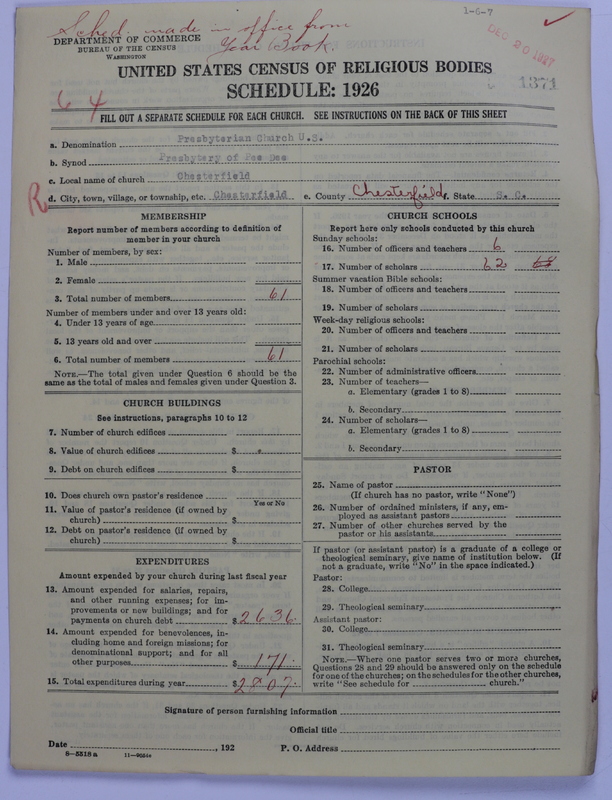 Sched. made in office from
Year Book.
1-6-7
DEC 20 1927
1371
DEPARTMENT OF COMMERCE
BUREAU OF THE CENSUS
WASHINGTON
UNITED STATES CENSUS OF RELIGIOUS BODIES
SCHEDULE: 1926
64
FILL OUT A SEPARATE SCHEDULE FOR EACH CHURCH. SEE INSTRUCTIONS ON THE BACK OF THIS SHEET
a. Denomination Presbyterian Church U.S.
b. Synod Presbytery of Pee Dee
c. Local name of church Chesterfield
R
d. City, town, village, or township, etc. Chesterfield e. County Chesterfield f. State S. C.
MEMBERSHIP
Report number of members according to definition of
member in your church
Number of members, by sex:
1. Male
2. Female
3. Total number of members 61
Number of members under and over 13 years old:
4. Under 13 years of age
5. 13 years old and over
6. Total number of members 61
NOTE.—The total given under Question 6 should be the
same as the total of males and females given under Question 3.
CHURCH BUILDINGS
See instructions, paragraphs 10 to 12
7. Number of church edifices
8. Value of church edifices $
9. Debt on church edifices $
10. Does church own pastor's residence
Yes or No
11. Value of pastor's residence (if owned by
church) $
12. Debt on pastor's residence (if owned by
church) $
EXPENDITURES
Amount expended by your church during last fiscal year
13. Amount expended for salaries, repairs,
and other running expenses; for im-
provements or new buildings; and for
payments on church debt $2636.
14. Amount expended for benevolences, in-
cluding home and foreign missions; for
denominational support; and for all
other purposes $171.
15. Total expenditures during year $2807.
CHURCH SCHOOLS
Report here only schools conducted by this church
Sunday schools:
16. Number of officers and teachers 6
17. Number of scholars 62
Summer vacation Bible schools:
18. Number of officers and teachers
19. Number of scholars
Week-day religious schools:
20. Number of officers and teachers
21. Number of scholars
Parochial schools:
22. Number of administrative officers
23. Number of teachers—
a. Elementary (grades 1 to 8)
b. Secondary
24. Number of scholars—
a. Elementary (grades 1 to 8)
b. Secondary
PASTOR
25. Name of pastor
(If church has no pastor, write "None")
26. Number of ordained ministers, if any, em-
ployed as assistant pastors
27. Number of other churches served by the
pastor or his assistants
If pastor (or assistant pastor) is a graduate of a college or
theological seminary, give name of institution below. (If
not a graduate, write "No" in the space indicated.)
Pastor:
28. College
29. Theological seminary
Assistant pastor:
30. College
31. Theological seminary
NOTE.—Where one pastor serves two or more churches,
Questions 28 and 29 should be answered only on the schedule
for one of the churches; on the schedules for the other churches,
write "See schedule for church."
Signature of person furnishing information
Official title
Date , 192 P. O. Address
8—5518 a